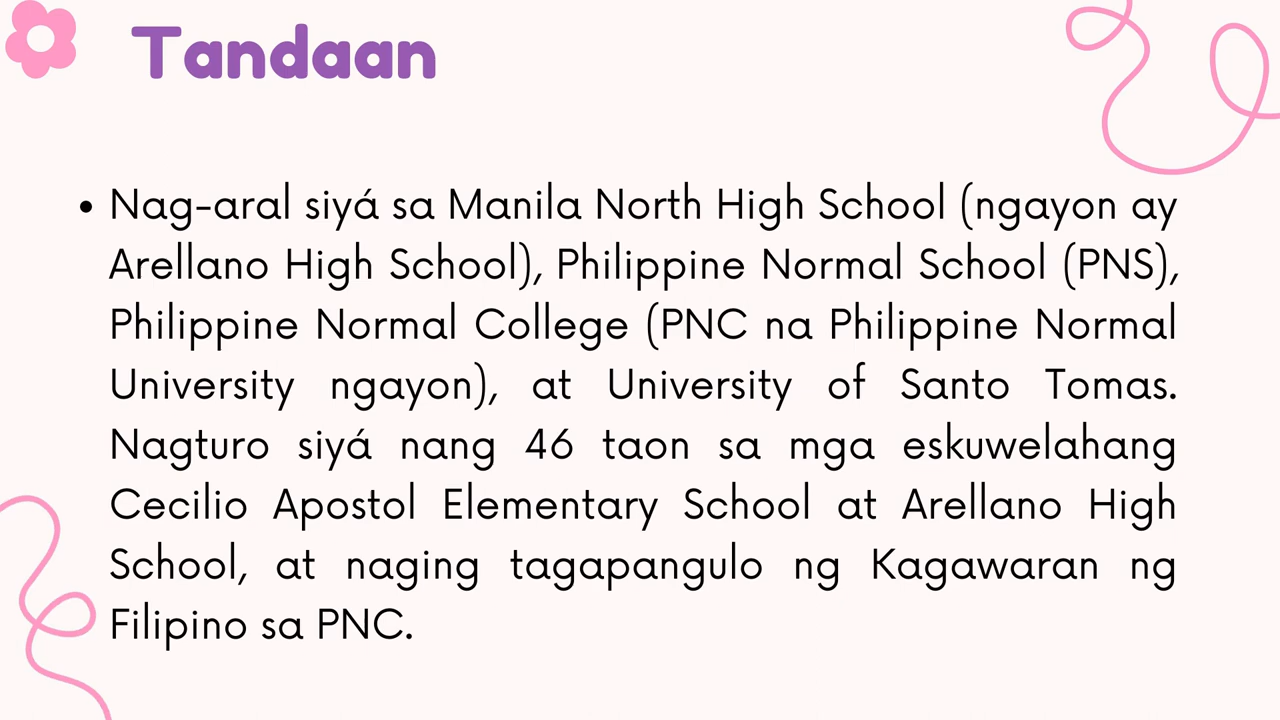 Tandaan
• Nag-aral siyá sa Manila North High School (ngayon ay
Arellano High School), Philippine Normal School (PNS),
Philippine Normal College (PNC na Philippine Normal
University ngayon), at University of Santo Tomas.
Nagturo siyá nang 46 taon sa mga eskuwelahang
Cecilio Apostol Elementary School at Arellano High
School, at naging tagapangulo ng Kagawaran ng
Filipino sa PNC.